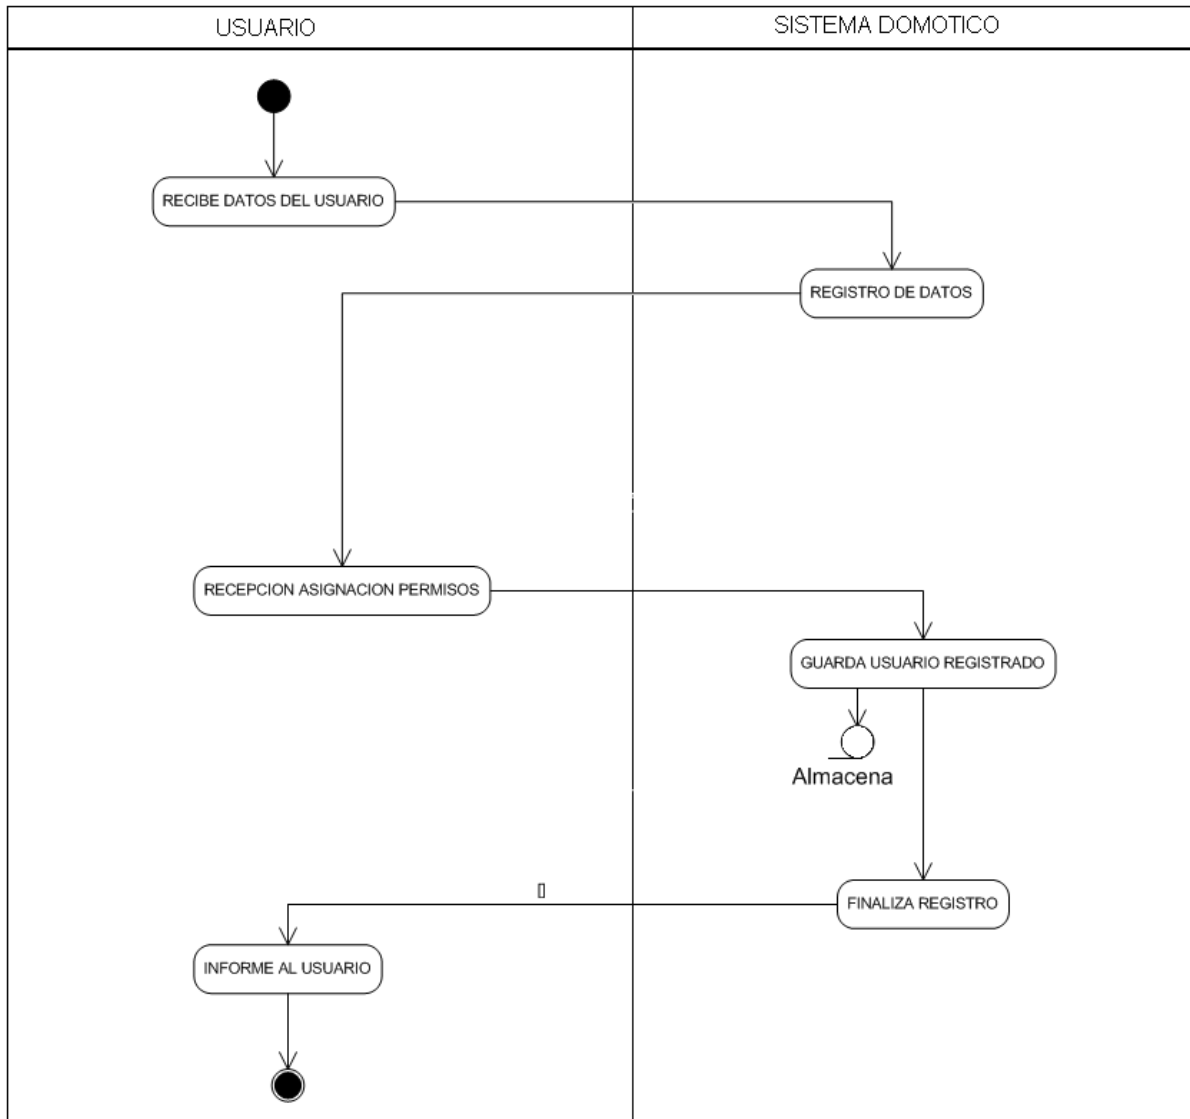 USUARIO
SISTEMA DOMOTICO
RECIBE DATOS DEL USUARIO
REGISTRO DE DATOS
RECEPCION ASIGNACION PERMISOS
GUARDA USUARIO REGISTRADO
Almacena
FINALIZA REGISTRO
INFORME AL USUARIO